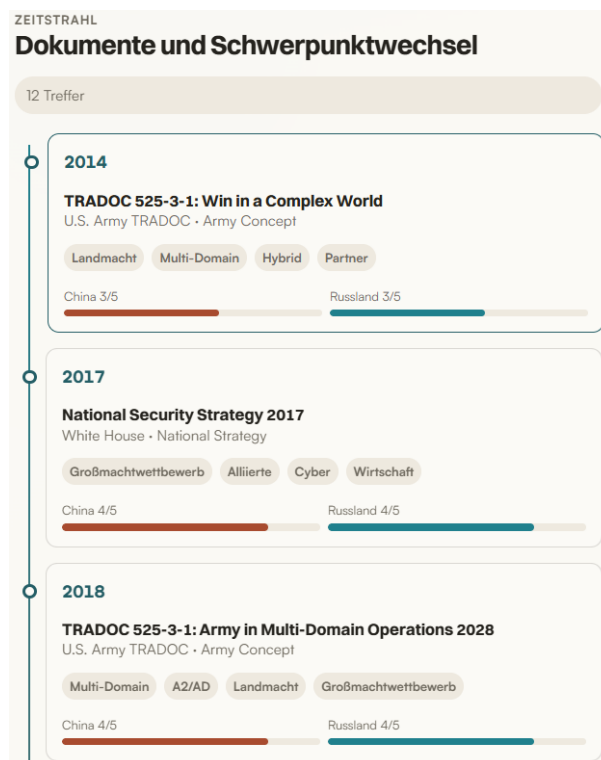 ZEITSTRAHL
Dokumente und Schwerpunktwechsel
12 Treffer
2014
TRADOC 525-3-1: Win in a Complex World
U.S. Army TRADOC · Army Concept
Landmacht Multi-Domain Hybrid Partner
China 3/5 Russland 3/5
2017
National Security Strategy 2017
White House · National Strategy
Großmachtwettbewerb Alliierte Cyber Wirtschaft
China 4/5 Russland 4/5
2018
TRADOC 525-3-1: Army in Multi-Domain Operations 2028
U.S. Army TRADOC · Army Concept
Multi-Domain A2/AD Landmacht Großmachtwettbewerb
China 4/5 Russland 4/5